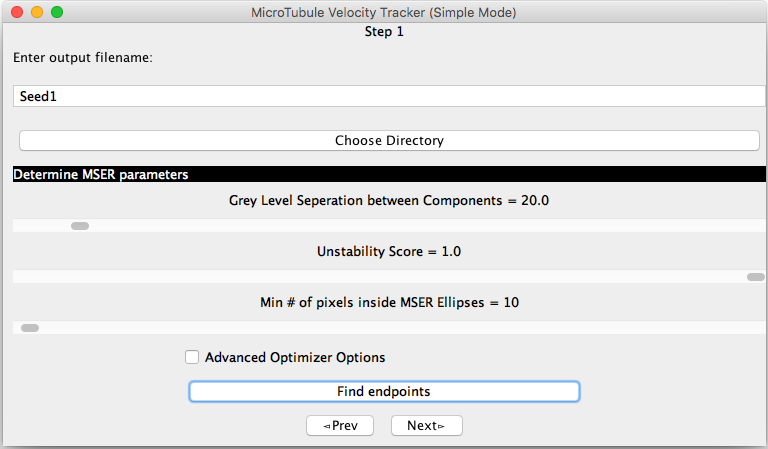 MicroTubule Velocity Tracker (Simple Mode)
Step 1
Enter output filename:
Seed1
Choose Directory
Determine MSER parameters
Grey Level Seperation between Components = 20.0
Unstability Score = 1.0
Min # of pixels inside MSER Ellipses = 10
Advanced Optimizer Options
Find endpoints
◅Prev Next▻